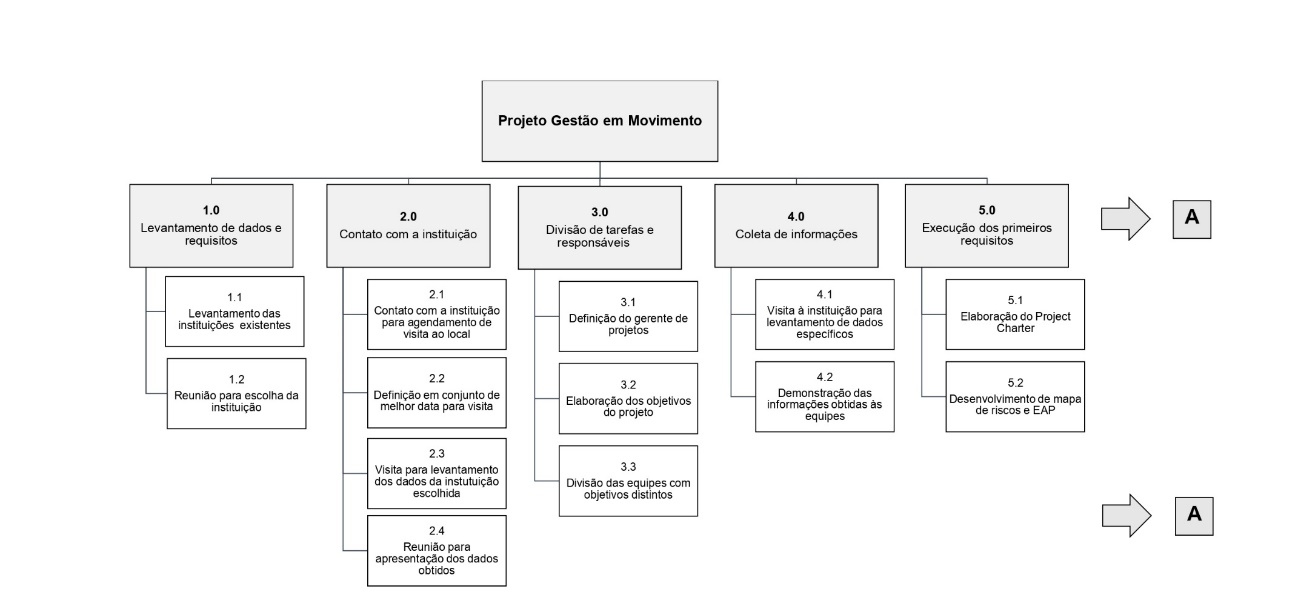 Projeto Gestão em Movimento
1.0
Levantamento de dados e
requisitos
2.0
Contato com a instituição
3.0
Divisão de tarefas e
responsáveis
4.0
Coleta de informações
5.0
Execução dos primeiros
requisitos
A
1.1
Levantamento das
instituições existentes
1.2
Reunião para escolha da
instituição
2.1
Contato com a instituição
para agendamento de
visita ao local
2.2
Definição em conjunto de
melhor data para visita
2.3
Visita para levantamento
dos dados da instutuição
escolhida
2.4
Reunião para
apresentação dos dados
obtidos
3.1
Definição do gerente de
projetos
3.2
Elaboração dos objetivos
do projeto
3.3
Divisão das equipes com
objetivos distintos
4.1
Visita à instituição para
levantamento de dados
específicos
4.2
Demonstração das
informações obtidas às
equipes
5.1
Elaboração do Project
Charter
5.2
Desenvolvimento de mapa
de riscos e EAP
A